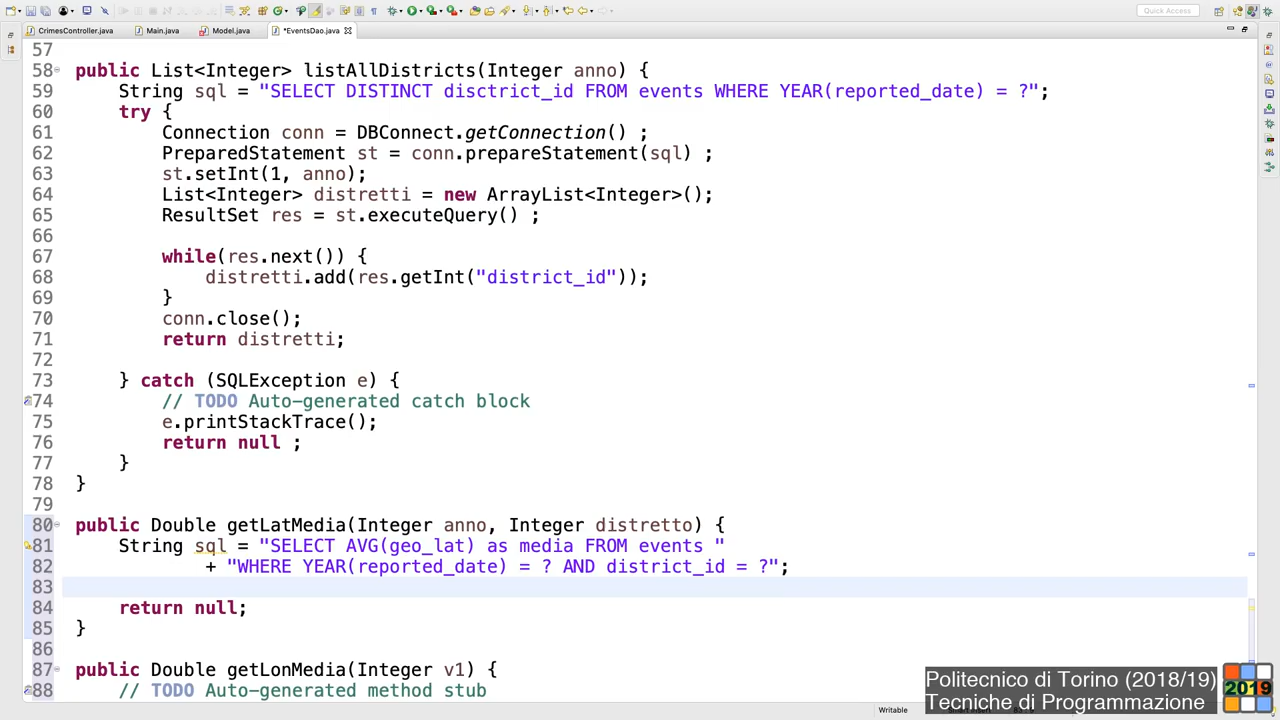 Quick Access
CrimesController.java
Main.java
Model.java
*EventsDao.java
57
58 public List<Integer> listAllDistricts(Integer anno) {
59 String sql = "SELECT DISTINCT disctrict_id FROM events WHERE YEAR(reported_date) = ?";
60 try {
61 Connection conn = DBConnect.getConnection() ;
62 PreparedStatement st = conn.prepareStatement(sql) ;
63 st.setInt(1, anno);
64 List<Integer> distretti = new ArrayList<Integer>();
65 ResultSet res = st.executeQuery() ;
66
67 while(res.next()) {
68 distretti.add(res.getInt("district_id"));
69 }
70 conn.close();
71 return distretti;
72
73 } catch (SQLException e) {
74 // TODO Auto-generated catch block
75 e.printStackTrace();
76 return null ;
77 }
78 }
79
80 public Double getLatMedia(Integer anno, Integer distretto) {
81 String sql = "SELECT AVG(geo_lat) as media FROM events "
82 + "WHERE YEAR(reported_date) = ? AND district_id = ?";
83
84 return null;
85 }
86
87 public Double getLonMedia(Integer v1) {
88 // TODO Auto-generated method stub
Politecnico di Torino (2018/19)
Tecniche di Programmazione
2019
Writable